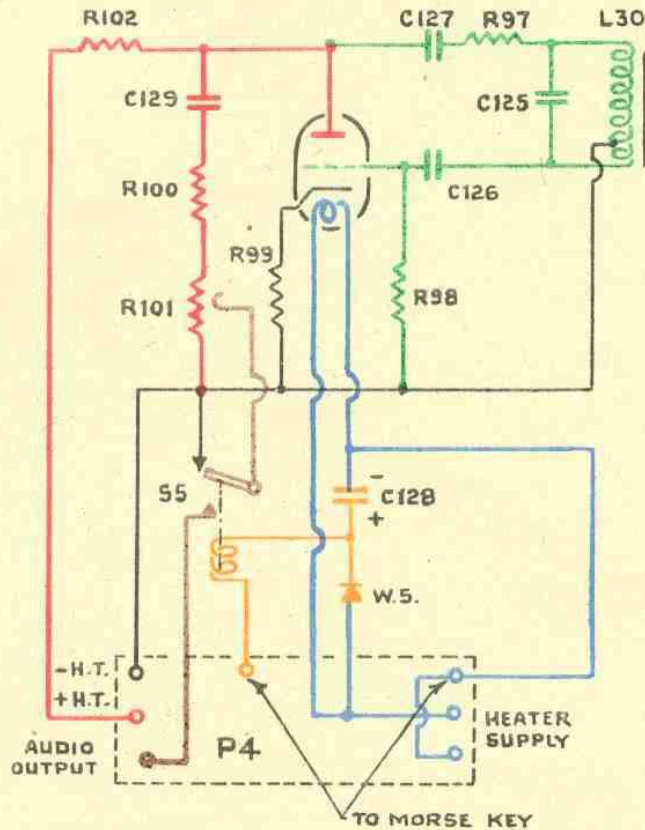 R102
C127
R97
L30
C129
C125
R100
C126
R99
R101
R98
S5
-
C128
+
W.S.
-H.T.
+H.T.
P4
HEATER
SUPPLY
AUDIO
OUTPUT
TO MORSE KEY